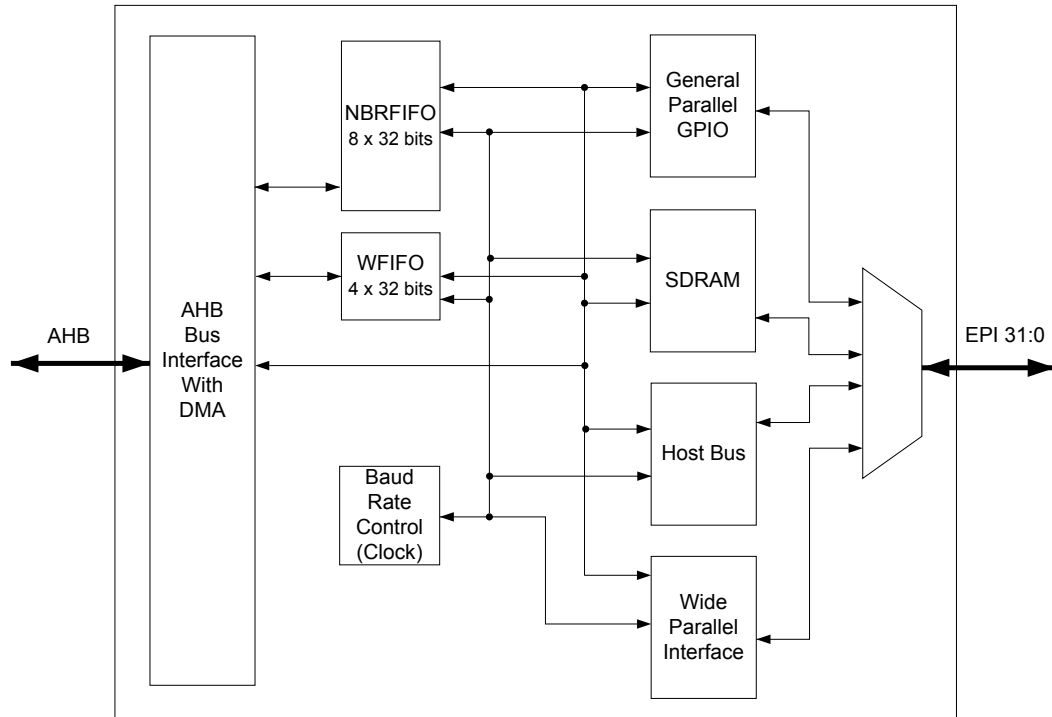 AHB
AHB
Bus
Interface
With
DMA
NBRFIFO
8 x 32 bits
WFIFO
4 x 32 bits
Baud
Rate
Control
(Clock)
General
Parallel
GPIO
SDRAM
Host Bus
Wide
Parallel
Interface
EPI 31:0